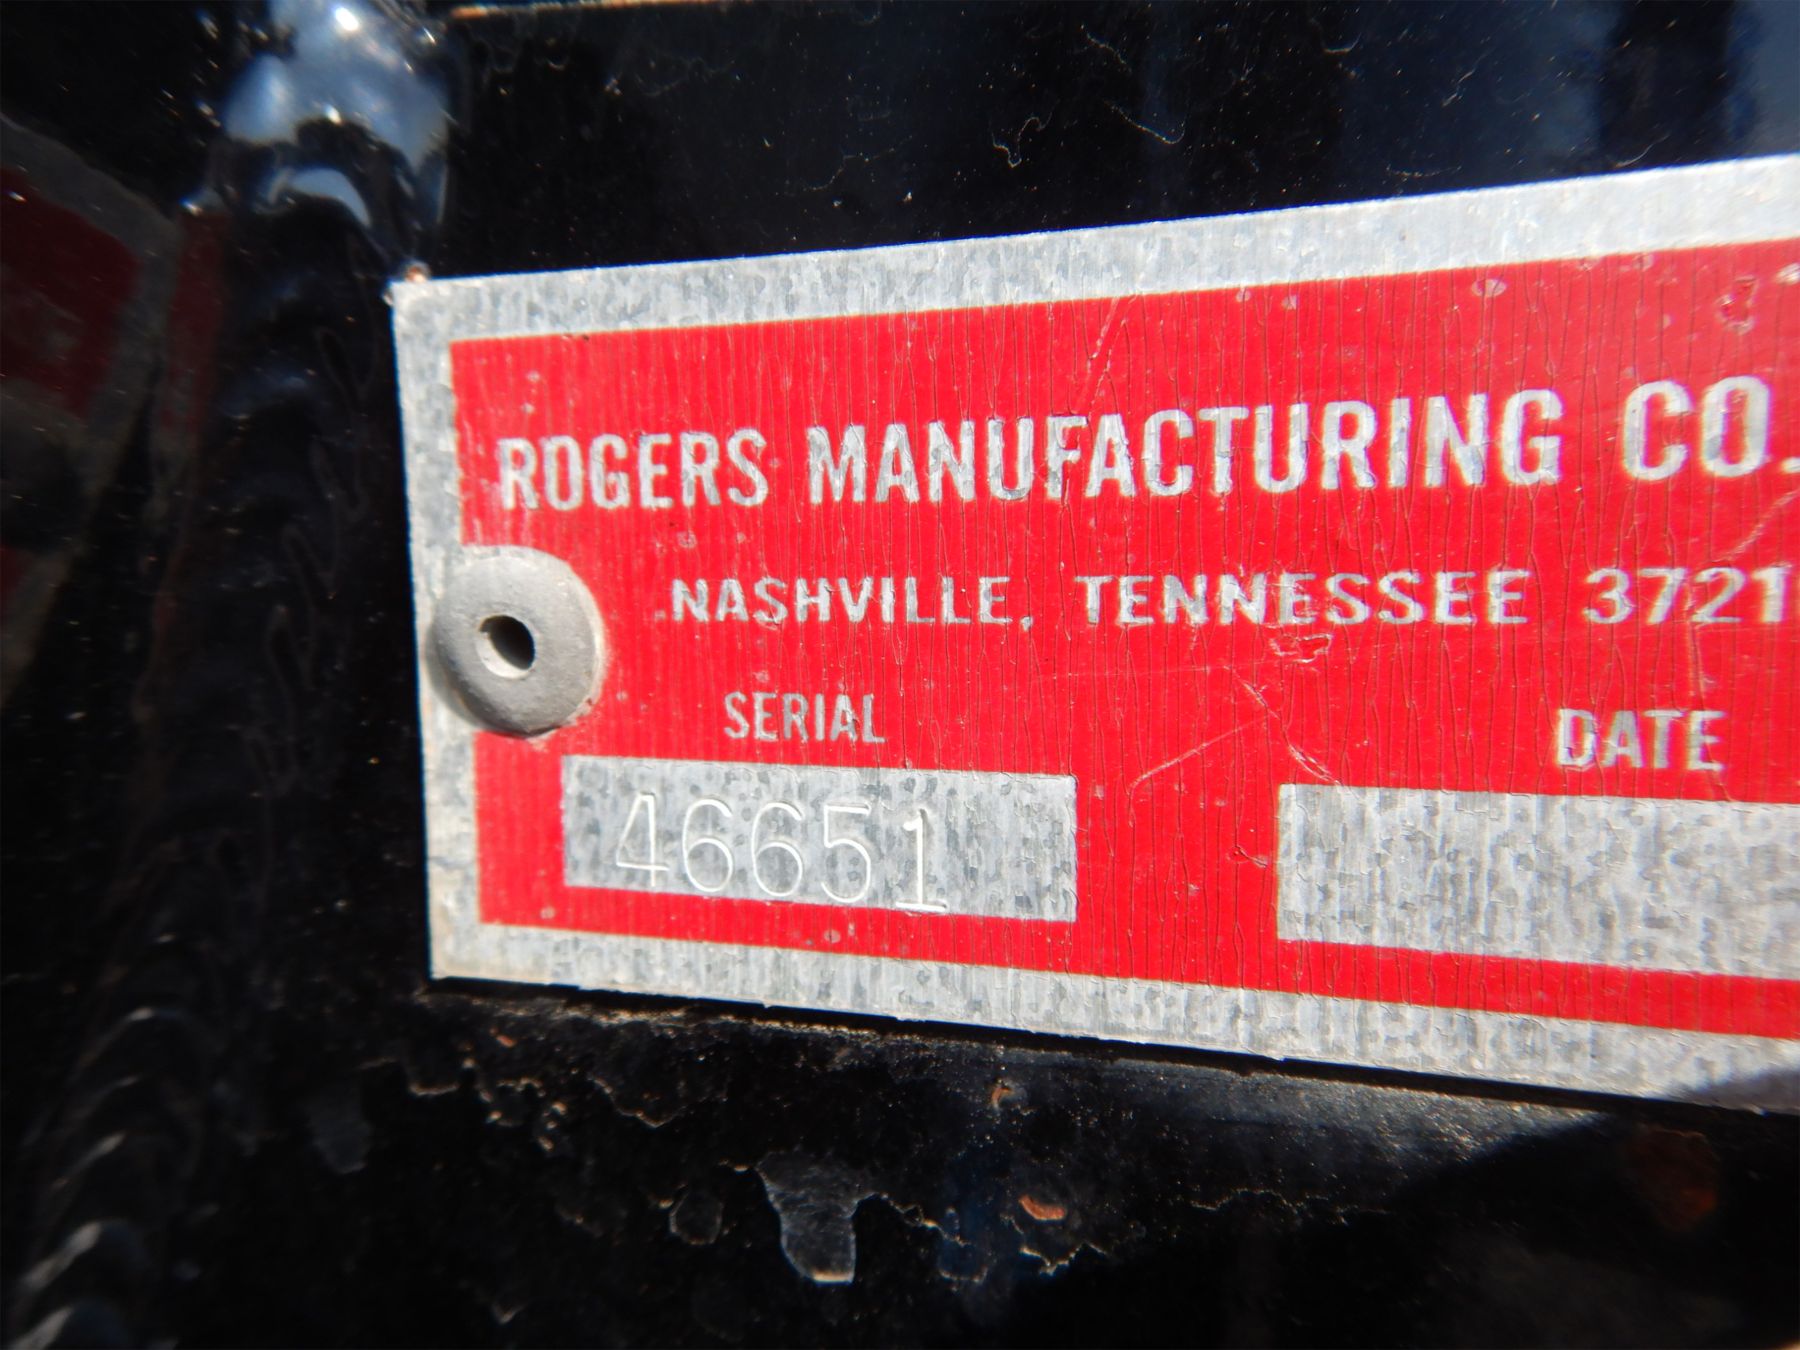 ROGERS MANUFACTURING CO.
NASHVILLE, TENNESSEE
SERIAL DATE
46651